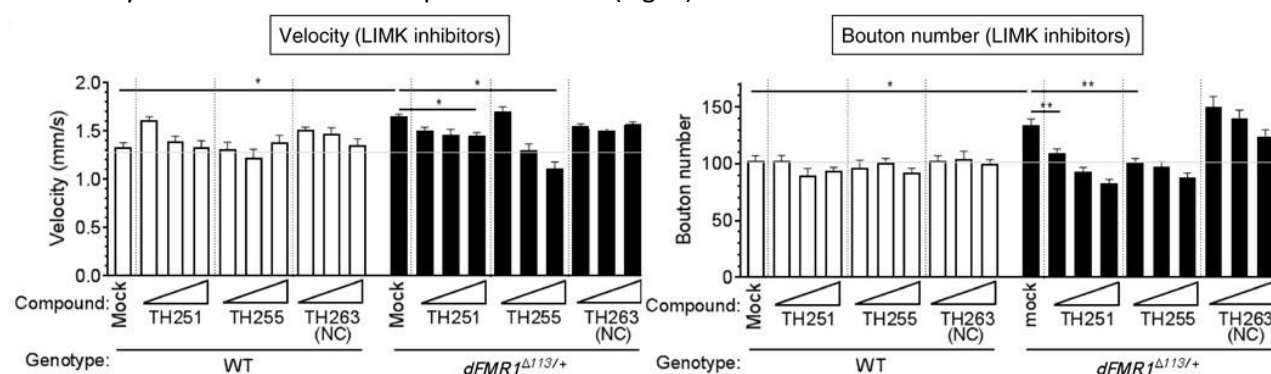 Velocity (LIMK inhibitors)
Velocity (mm/s)
2.0
1.5
1.0
0.5
0.0
* * *
Compound: Mock TH251 TH255 TH263 (NC) Mock TH251 TH255 TH263 (NC)
Genotype: WT dFMR1Δ113/+
Bouton number (LIMK inhibitors)
Bouton number
150
100
50
0
* ** **
Compound: Mock TH251 TH255 TH263 (NC) mock TH251 TH255 TH263 (NC)
Genotype: WT dFMR1Δ113/+